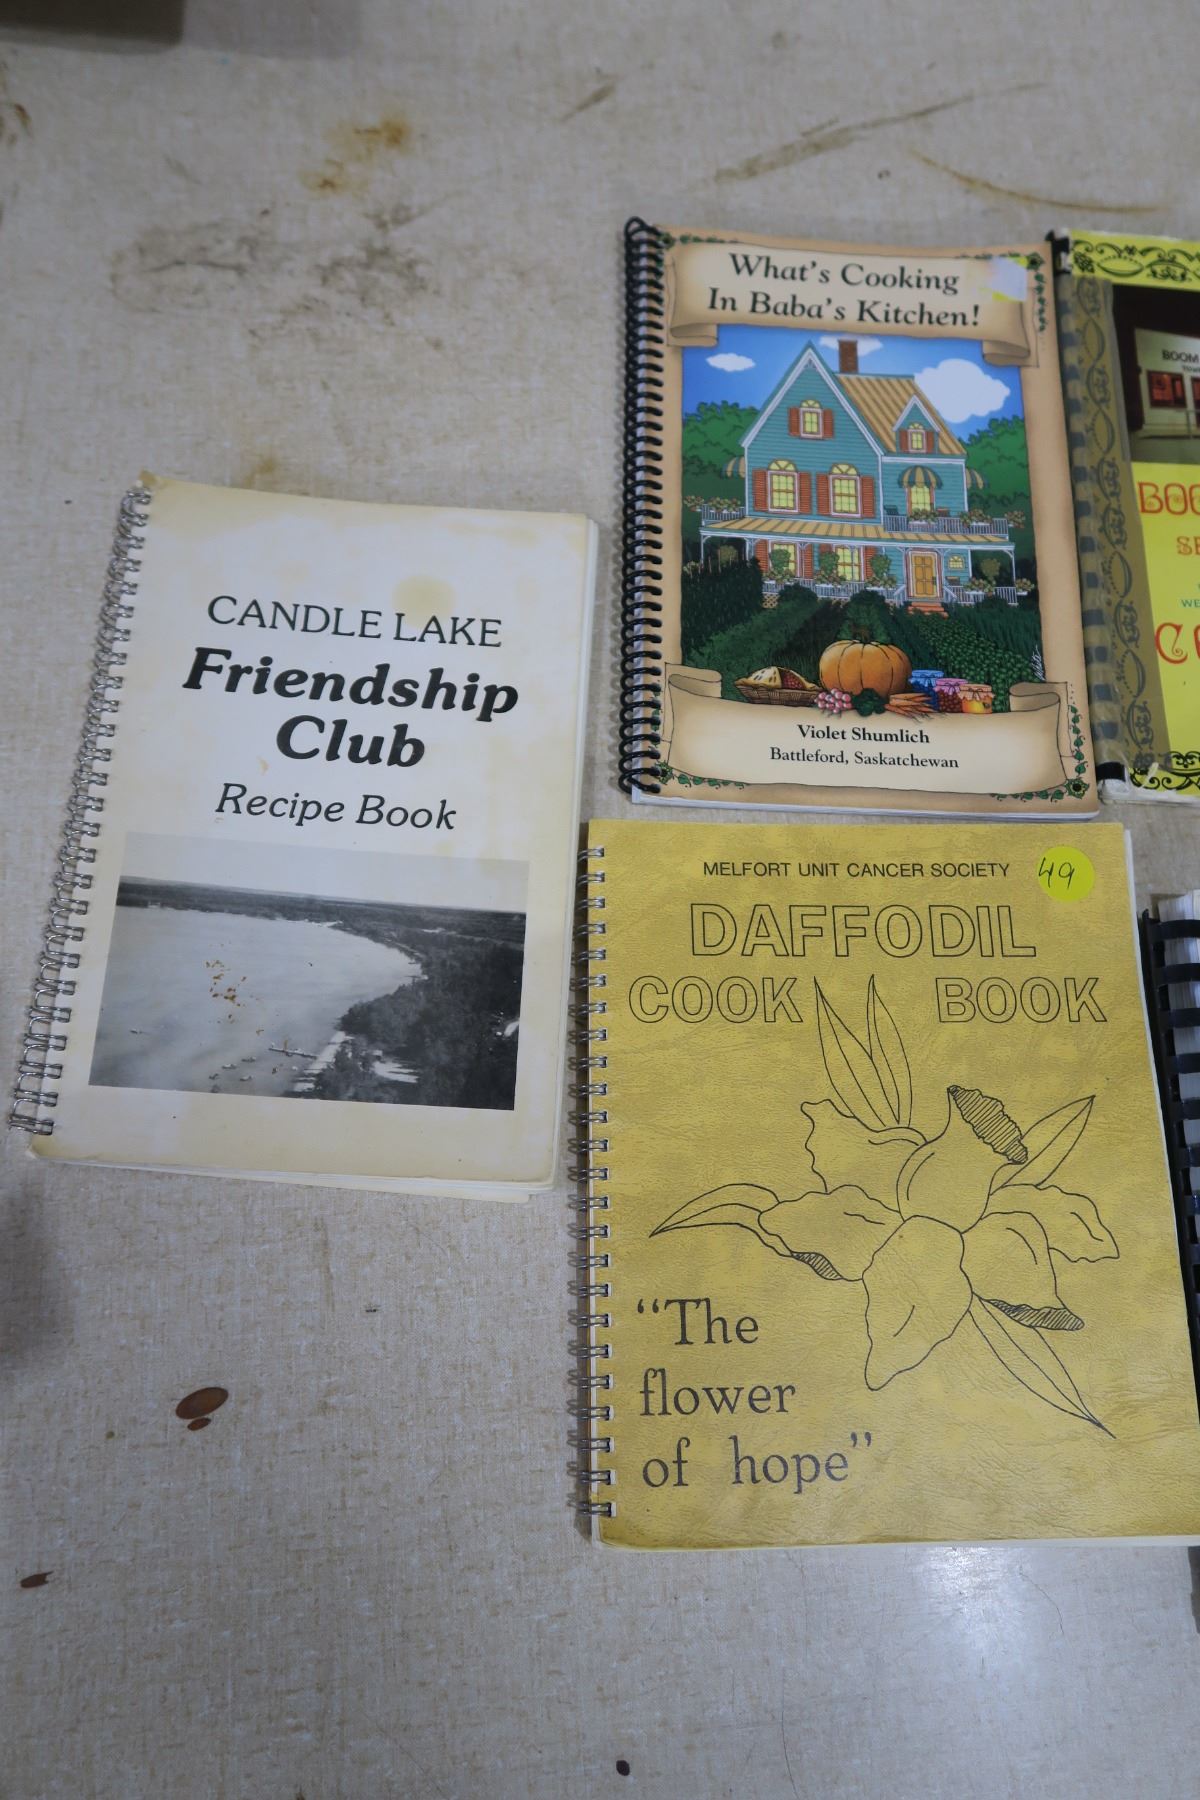 What's Cooking
In Baba's Kitchen!
Violet Shumlich
Battleford, Saskatchewan
BOOM
CANDLE LAKE
Friendship
Club
Recipe Book
MELFORT UNIT CANCER SOCIETY
49
DAFFODIL
COOK BOOK
"The
flower
of hope"